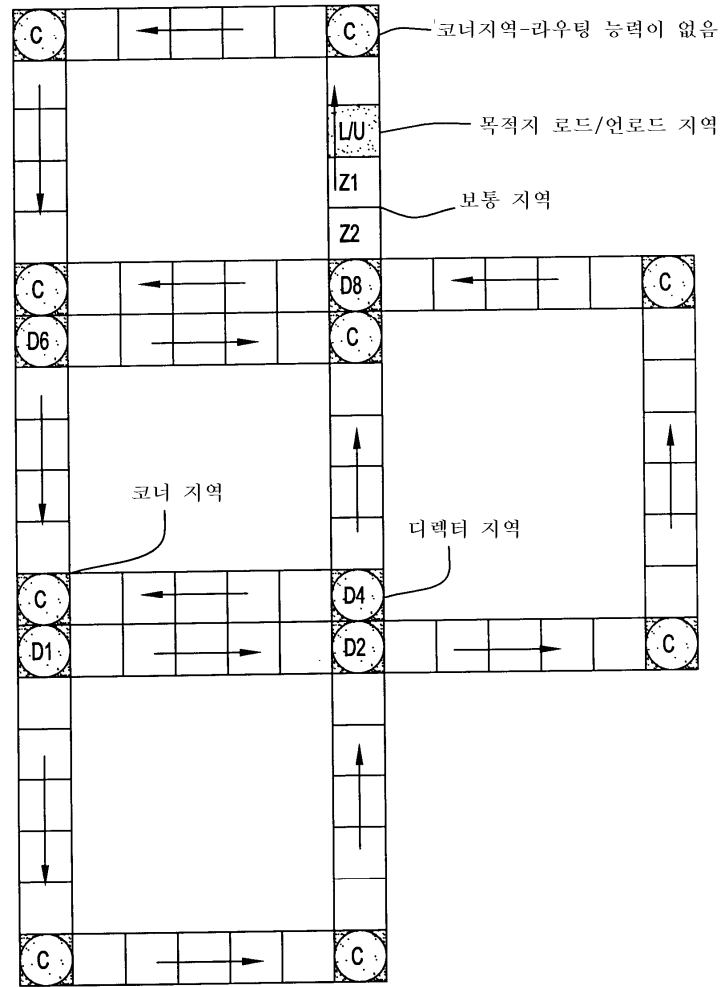 C
C
코너지역-라우팅 능력이 없음
L/U
목적지 로드/언로드 지역
Z1
보통 지역
Z2
C
D8
C
D6
C
코너 지역
디렉터 지역
C
D4
D1
D2
C
C
C